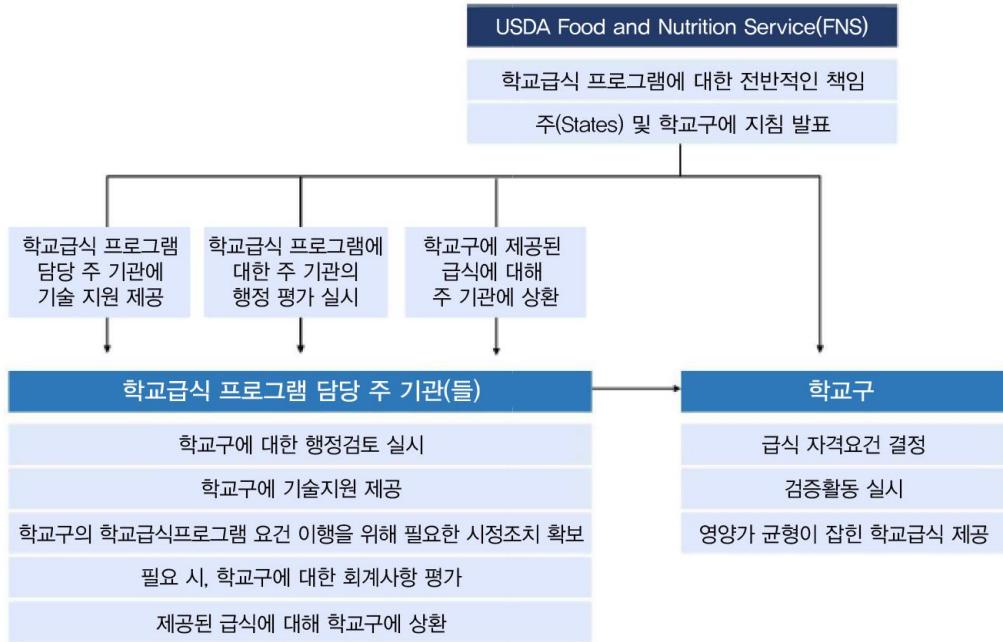 USDA Food and Nutrition Service(FNS)
학교급식 프로그램에 대한 전반적인 책임
주(States) 및 학교구에 지침 발표
학교급식 프로그램
담당 주 기관에
기술 지원 제공
학교급식 프로그램에
대한 주 기관의
행정 평가 실시
학교구에 제공된
급식에 대해
주 기관에 상환
학교급식 프로그램 담당 주 기관(들)
학교구에 대한 행정검토 실시
학교구에 기술지원 제공
학교구의 학교급식프로그램 요건 이행을 위해 필요한 시정조치 확보
필요 시, 학교구에 대한 회계사항 평가
제공된 급식에 대해 학교구에 상환
학교구
급식 자격요건 결정
검증활동 실시
영양가 균형이 잡힌 학교급식 제공